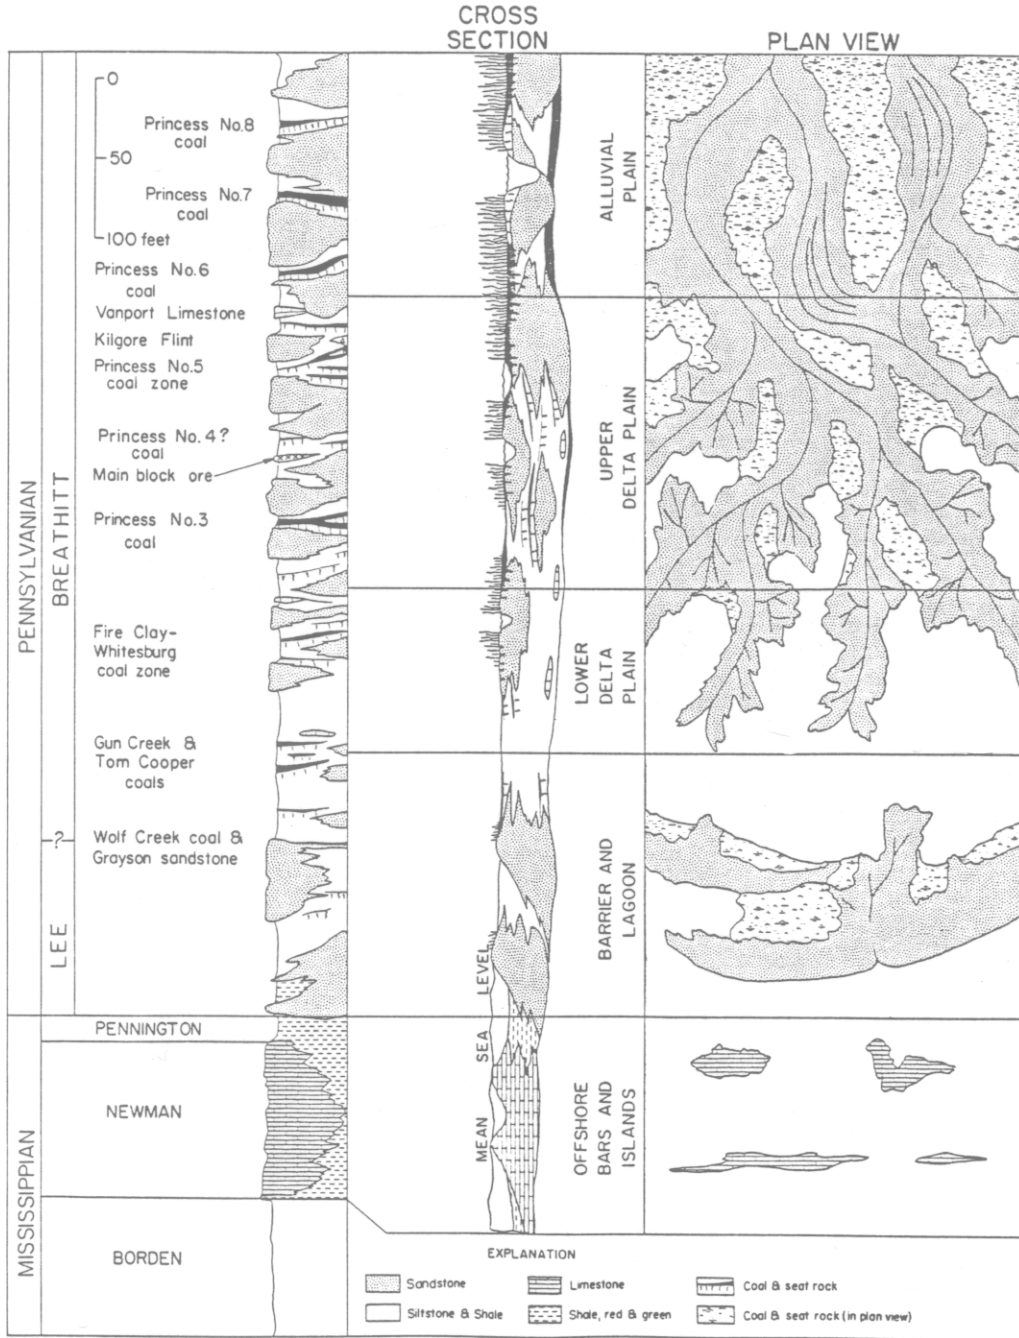 CROSS
SECTION
PLAN VIEW
PENNSYLVANIAN
BREATHITT
LEE
?
MISSISSIPPIAN
0
50
100 feet
Princess No.8
coal
Princess No.7
coal
Princess No.6
coal
Vanport Limestone
Kilgore Flint
Princess No.5
coal zone
Princess No.4?
coal
Main block ore
Princess No.3
coal
Fire Clay-
Whitesburg
coal zone
Gun Creek &
Tom Cooper
coals
Wolf Creek coal &
Grayson sandstone
PENNINGTON
NEWMAN
BORDEN
MEAN SEA LEVEL
ALLUVIAL
PLAIN
UPPER
DELTA PLAIN
LOWER
DELTA
PLAIN
BARRIER AND
LAGOON
OFFSHORE
BARS AND
ISLANDS
EXPLANATION
Sandstone
Limestone
Coal & seat rock
Siltstone & Shale
Shale, red & green
Coal & seat rock (in plan view)